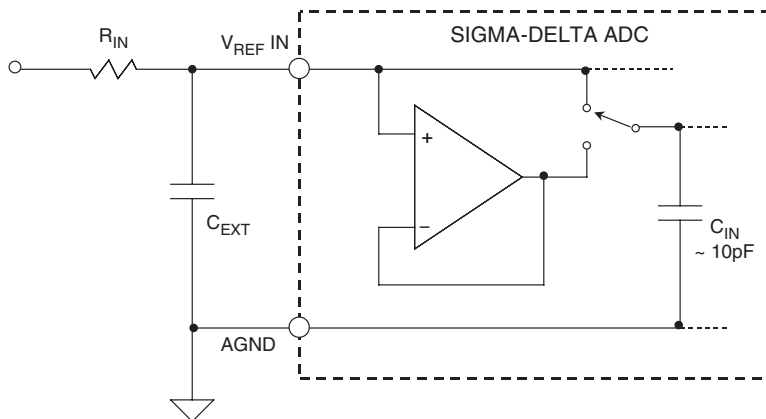 SIGMA-DELTA ADC
R_IN
V_REF IN
+
−
C_EXT
C_IN
~ 10pF
AGND